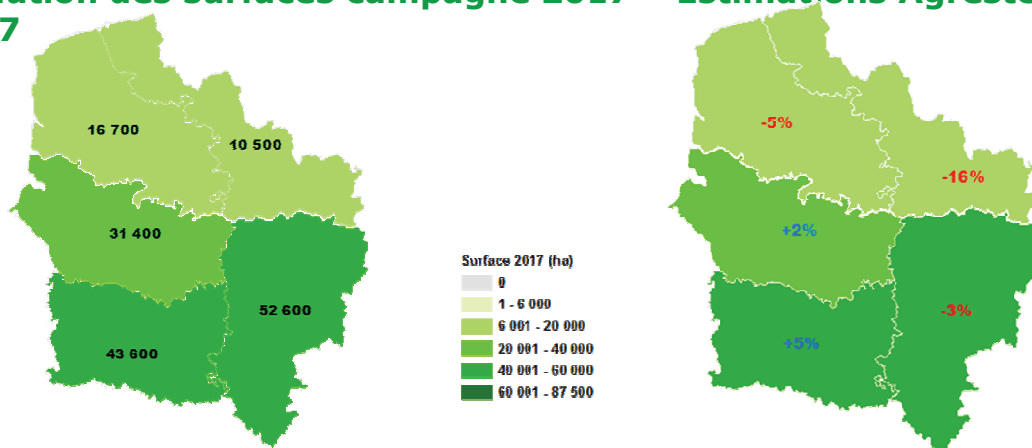 ation des Surfaces campagne 2017
Estimations Agreste
7
16 700
10 500
31 400
52 600
43 600
Surface 2017 (ha)
0
1 - 6 000
6 001 - 20 000
20 001 - 40 000
40 001 - 60 000
60 001 - 87 500
-5%
-16%
+2%
-3%
+5%